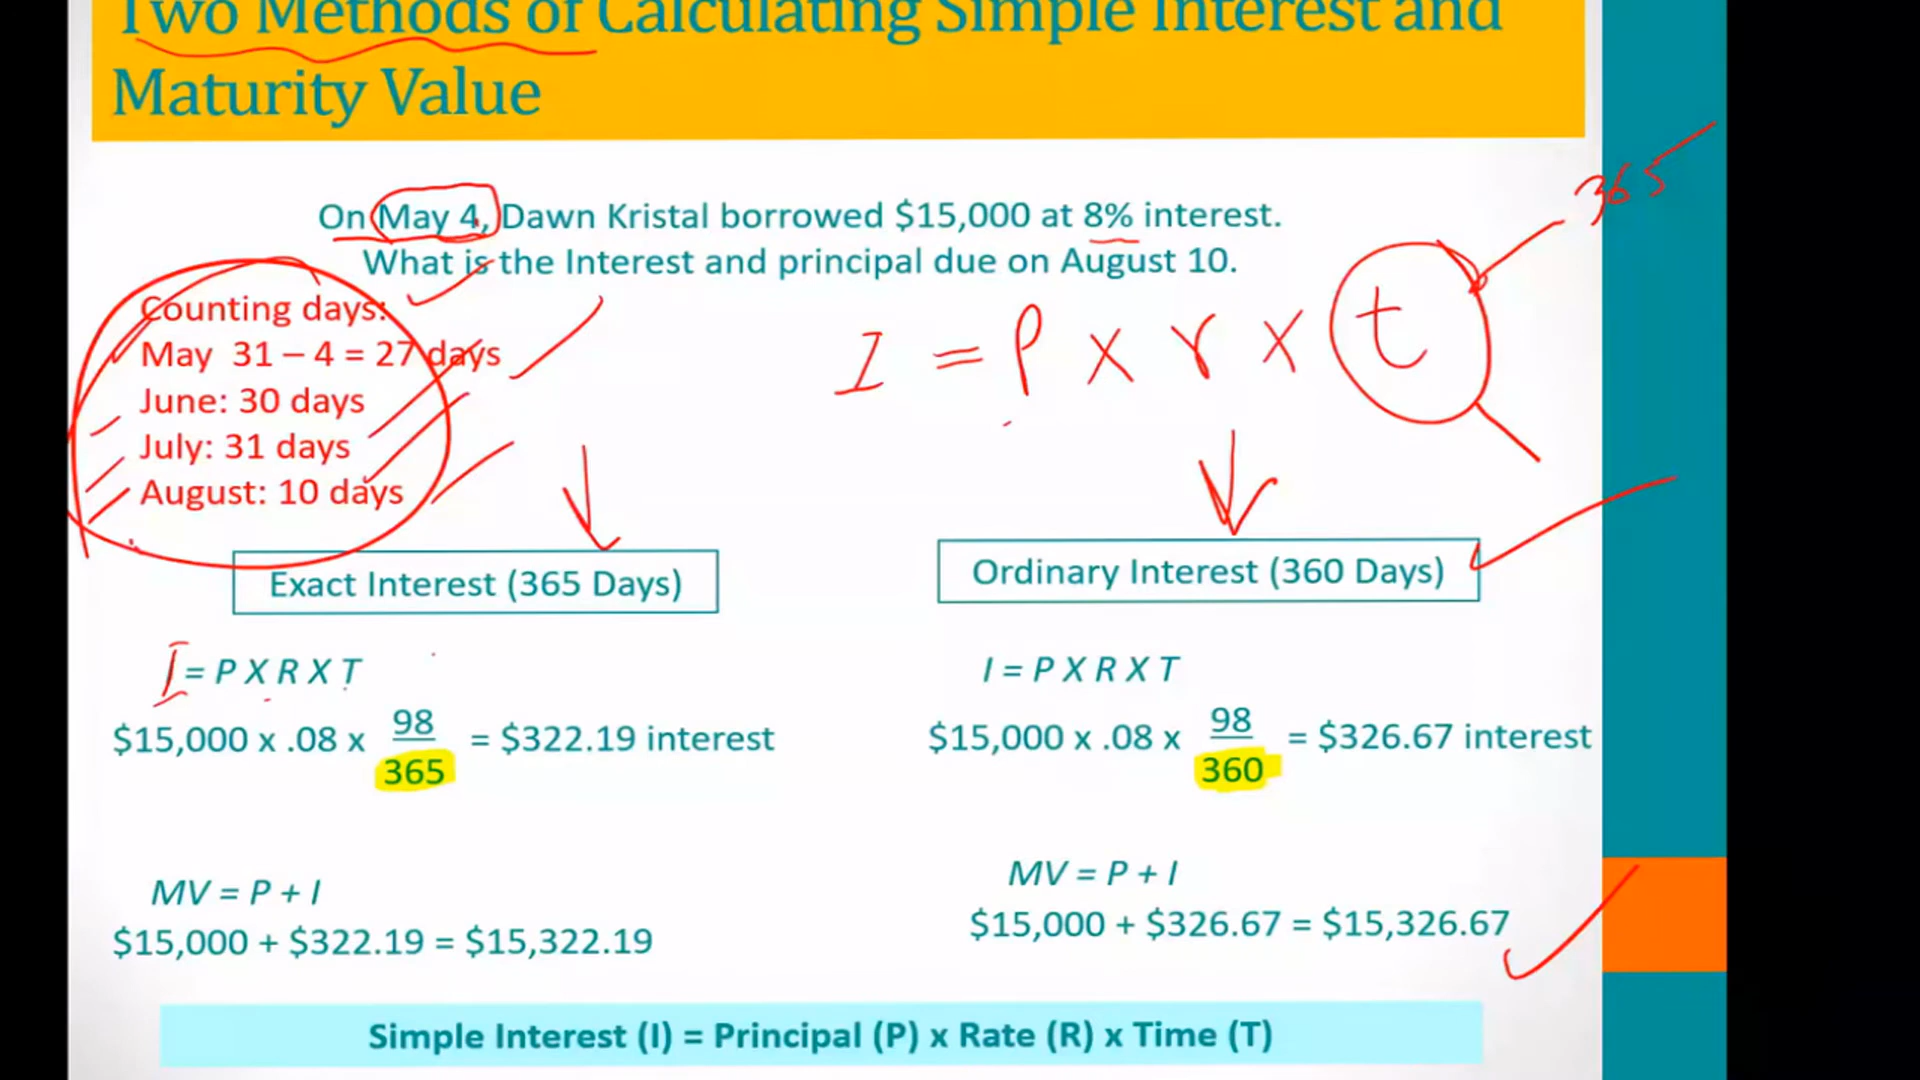 Two Methods of Calculating Simple Interest and
Maturity Value
365
On May 4, Dawn Kristal borrowed $15,000 at 8% interest.
What is the Interest and principal due on August 10.
Counting days:
May 31 – 4 = 27 days
June: 30 days
July: 31 days
August: 10 days
I = P x r x t
Exact Interest (365 Days)
I = P X R X T
$15,000 x .08 x 98/365 = $322.19 interest
MV = P + I
$15,000 + $322.19 = $15,322.19
Ordinary Interest (360 Days)
I = P X R X T
$15,000 x .08 x 98/360 = $326.67 interest
MV = P + I
$15,000 + $326.67 = $15,326.67
Simple Interest (I) = Principal (P) x Rate (R) x Time (T)